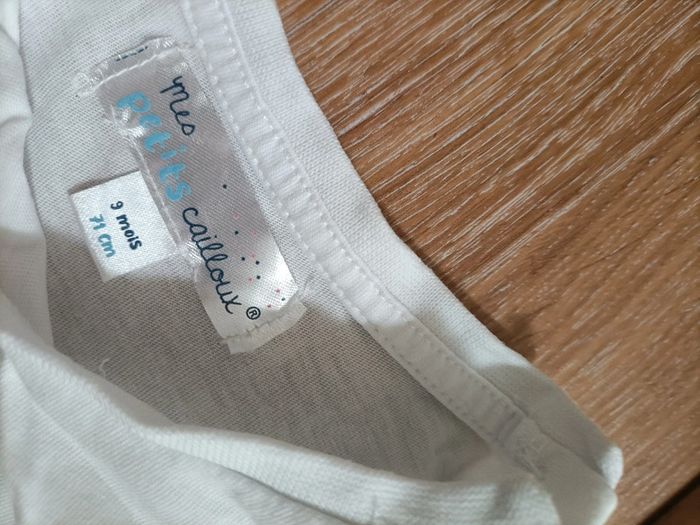 mes
petits
cailloux®
9 mois
71 cm